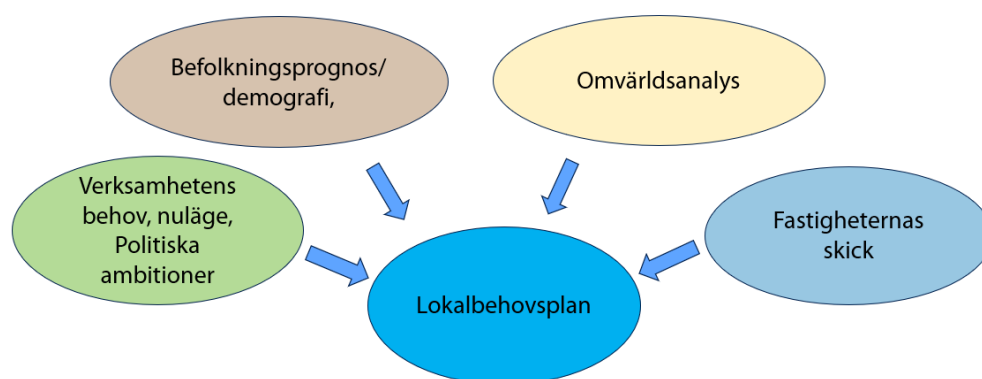 Befolkningsprognos/
demografi,
Omvärldsanalys
Verksamhetens
behov, nuläge,
Politiska
ambitioner
Fastigheternas
skick
Lokalbehovsplan